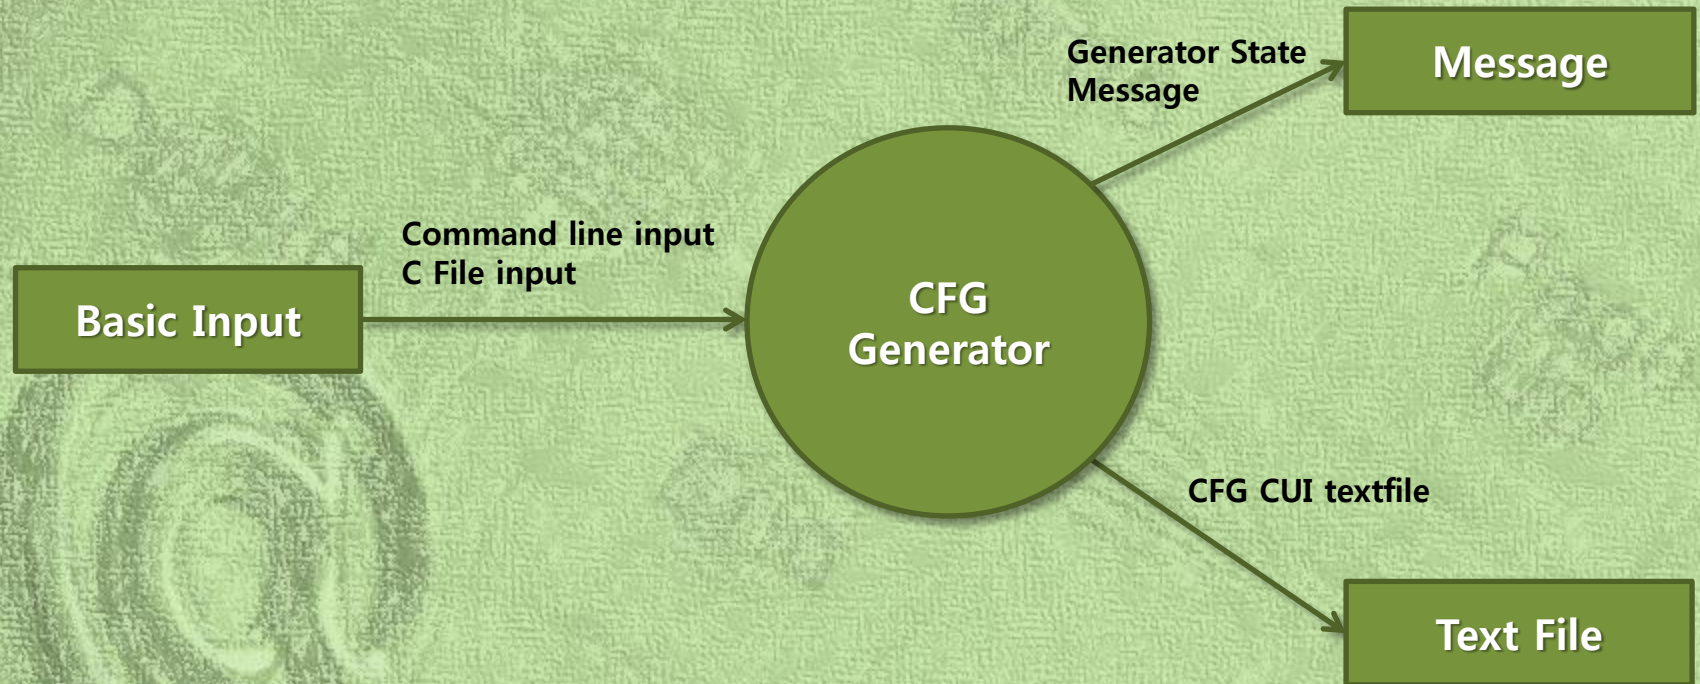 Generator State
Message
Message
Command line input
C File input
Basic Input
CFG
Generator
CFG CUI textfile
Text File